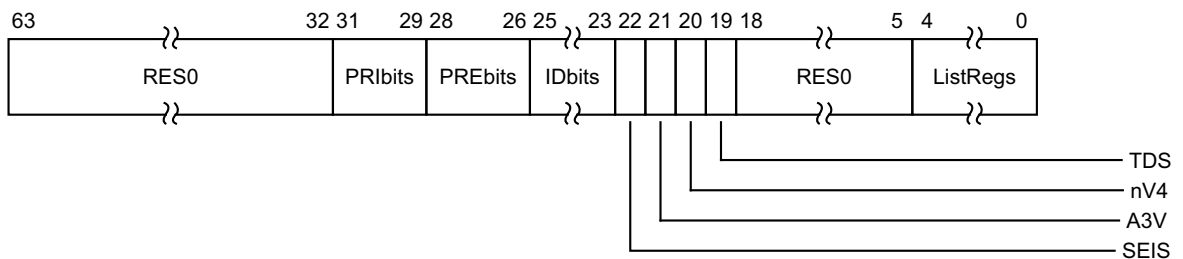 63 32 31 29 28 26 25 23 22 21 20 19 18 5 4 0
RES0 PRIbits PREbits IDbits RES0 ListRegs
TDS
nV4
A3V
SEIS